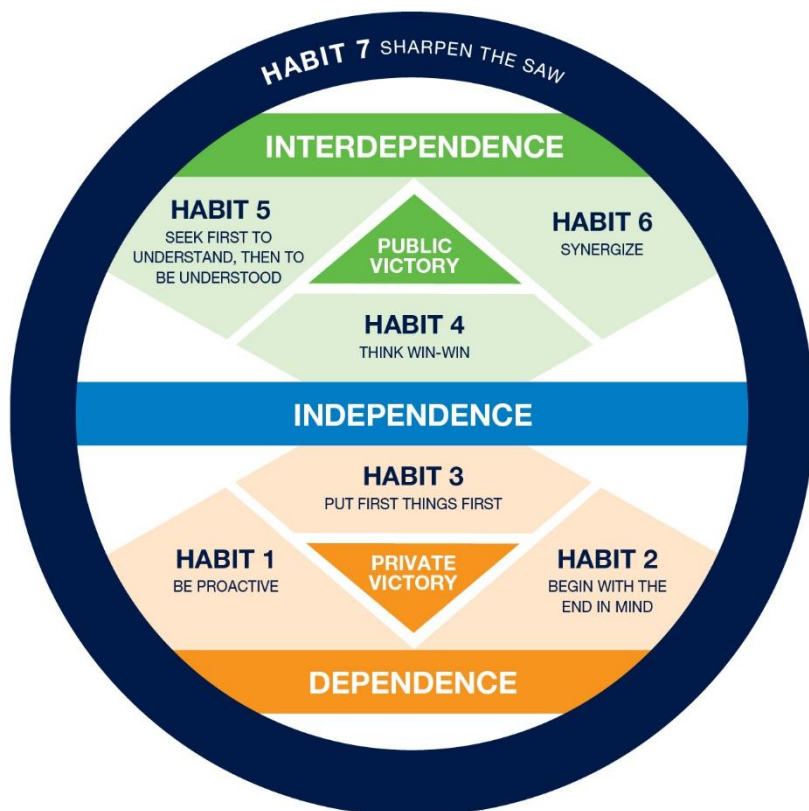 HABIT 7 SHARPEN THE SAW
INTERDEPENDENCE
HABIT 5
SEEK FIRST TO
UNDERSTAND, THEN TO
BE UNDERSTOOD
PUBLIC
VICTORY
HABIT 6
SYNERGIZE
HABIT 4
THINK WIN-WIN
INDEPENDENCE
HABIT 3
PUT FIRST THINGS FIRST
HABIT 1
BE PROACTIVE
PRIVATE
VICTORY
HABIT 2
BEGIN WITH THE
END IN MIND
DEPENDENCE